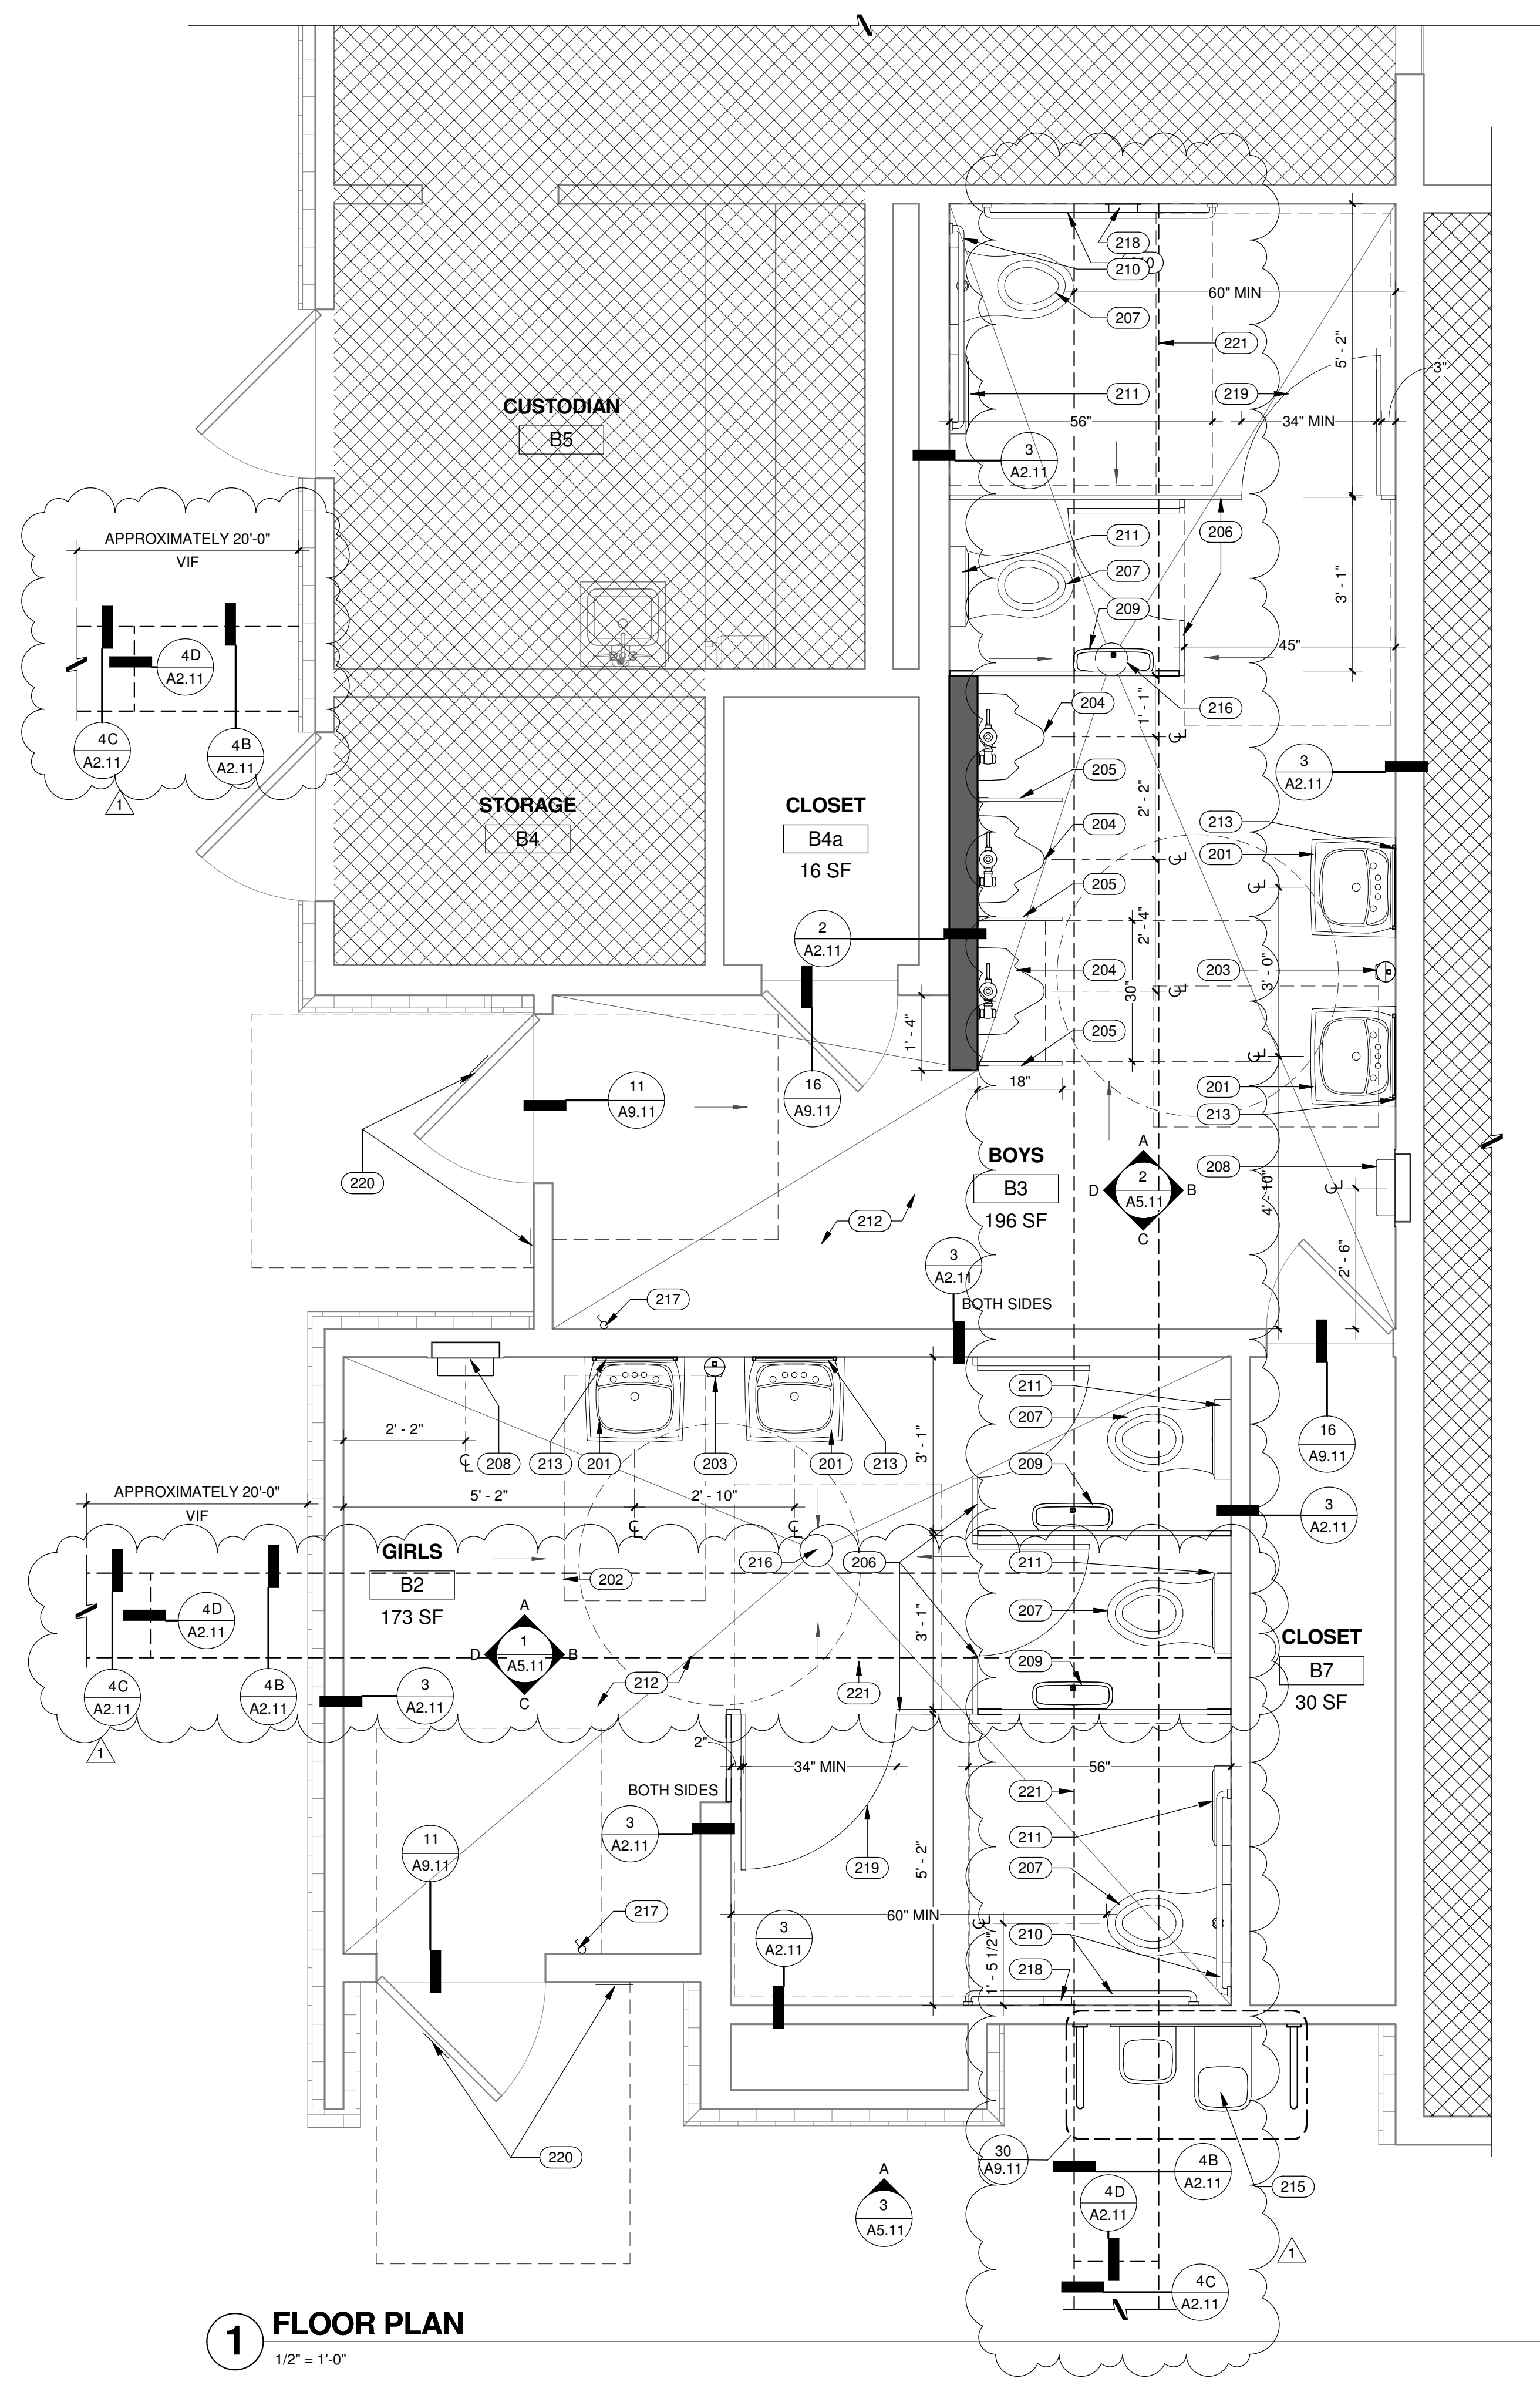 218
210
60" MIN
207
221
5' - 2"
3"
211
219
CUSTODIAN
B5
56"
34" MIN
3
A2.11
206
APPROXIMATELY 20'-0"
VIF
211
207
3' - 1"
209
4D
A2.11
45"
4C
A2.11
4B
A2.11
1
204
1' - 1"
216
205
3
A2.11
STORAGE
B4
CLOSET
B4a
16 SF
2' - 2"
204
213
201
205
2
A2.11
2' - 4"
204
30"
203
3' - 0"
1' - 4"
205
11
A9.11
16
A9.11
18"
201
213
BOYS
B3
196 SF
A
2
A5.11
D
B
C
208
4' - 10"
220
212
3
A2.11
2' - 6"
217
BOTH SIDES
211
207
2' - 2"
CL
208
213
201
203
201
213
3' - 1"
209
16
A9.11
5' - 2"
2' - 10"
APPROXIMATELY 20'-0"
VIF
3
A2.11
GIRLS
B2
173 SF
216
206
211
202
4D
A2.11
207
3' - 1"
CLOSET
B7
30 SF
A
1
A5.11
D
B
C
209
4C
A2.11
4B
A2.11
3
A2.11
212
221
1
2"
34" MIN
56"
BOTH SIDES
221
3
A2.11
211
11
A9.11
219
5' - 2"
207
60" MIN
217
3
A2.11
210
1' - 5 1/2"
218
220
30
A9.11
4B
A2.11
215
A
3
A5.11
4D
A2.11
1
4C
A2.11
1
FLOOR PLAN
1/2" = 1'-0"